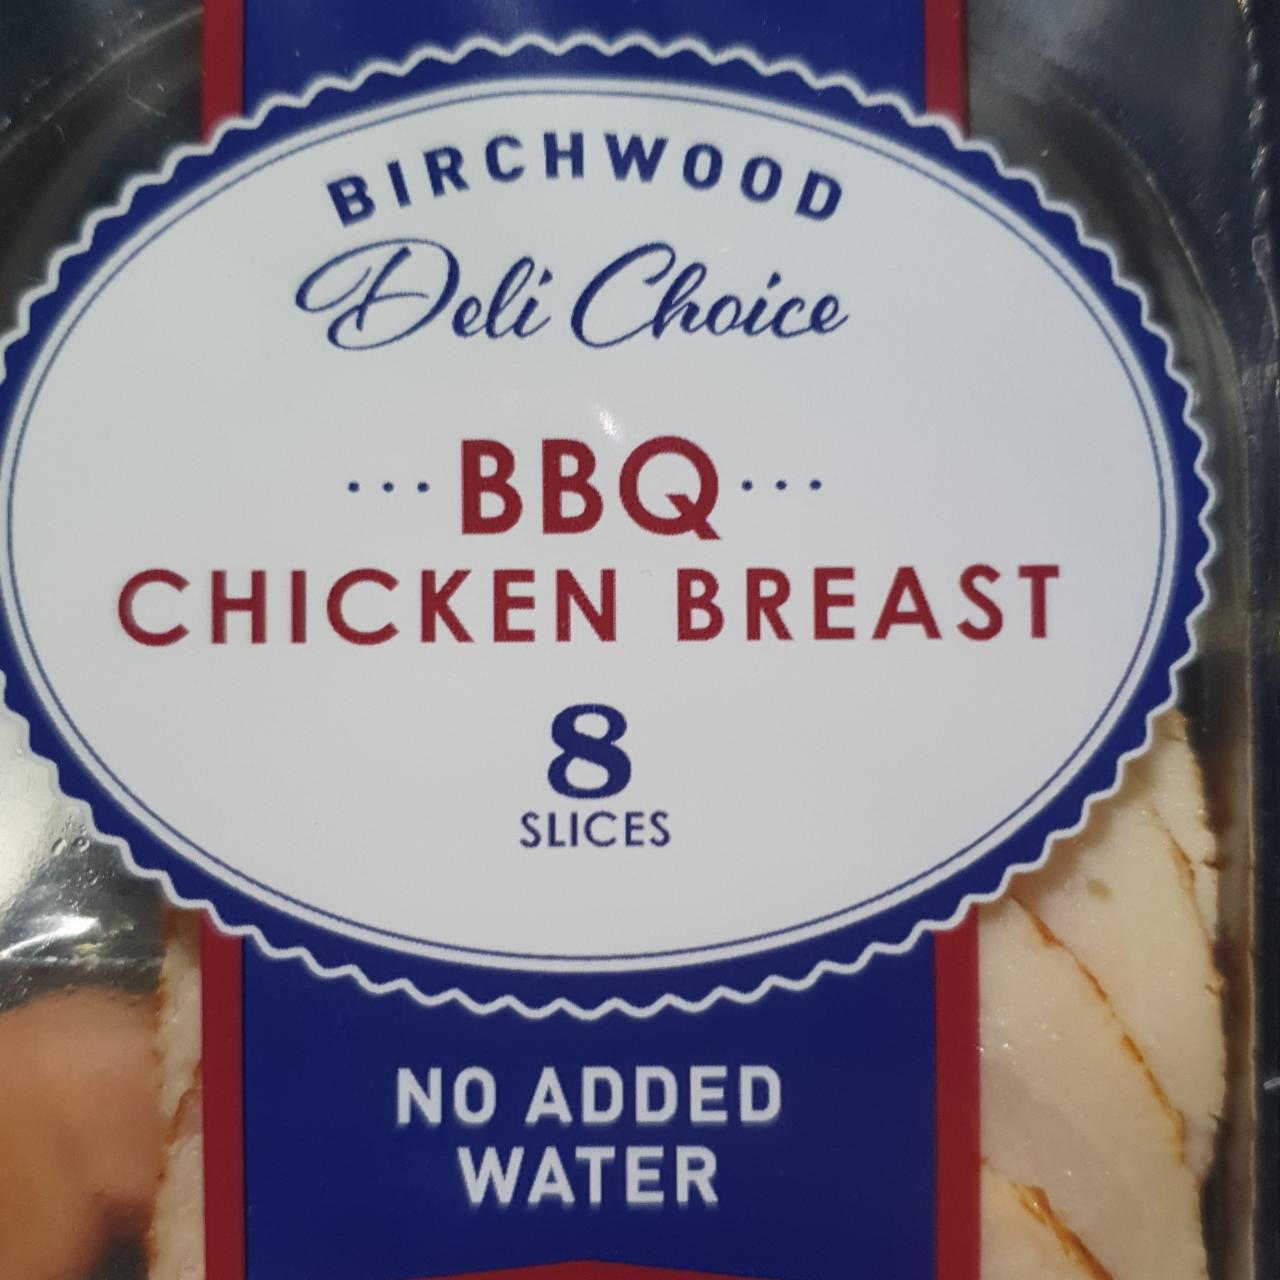 BIRCHWOOD
Deli Choice
...BBQ...
CHICKEN BREAST
8
SLICES
NO ADDED
WATER